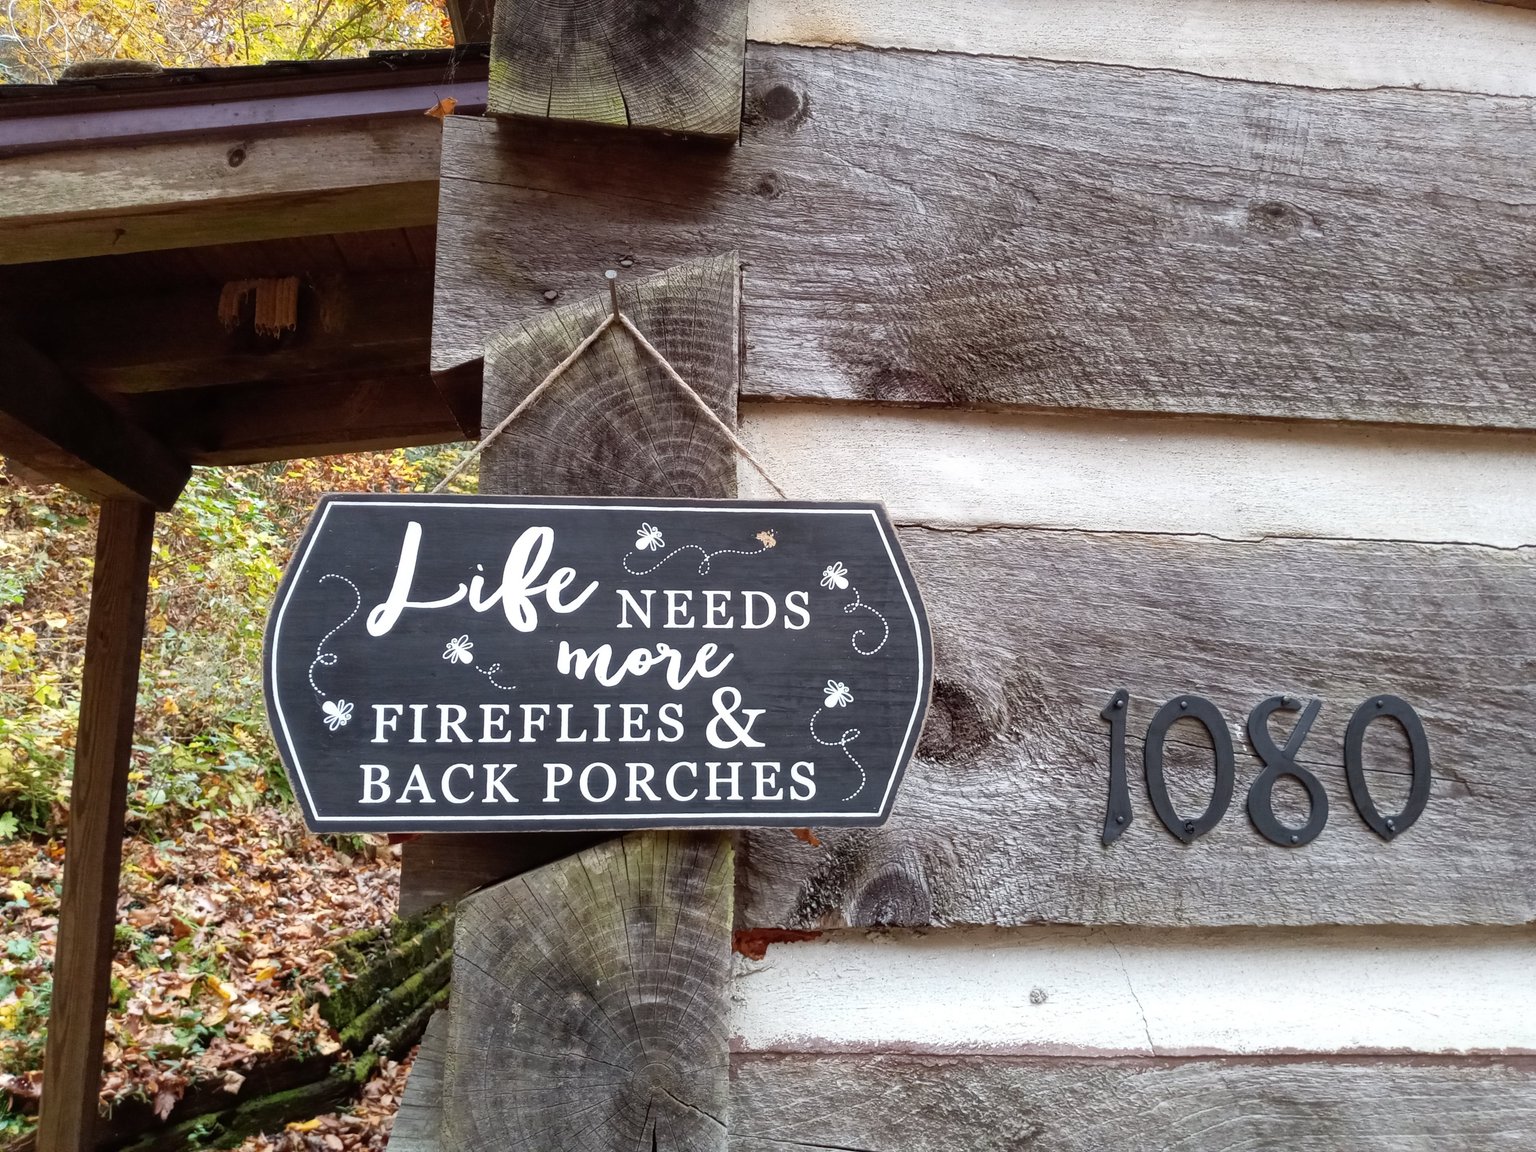 Life NEEDS
more
FIREFLIES &
BACK PORCHES
1080